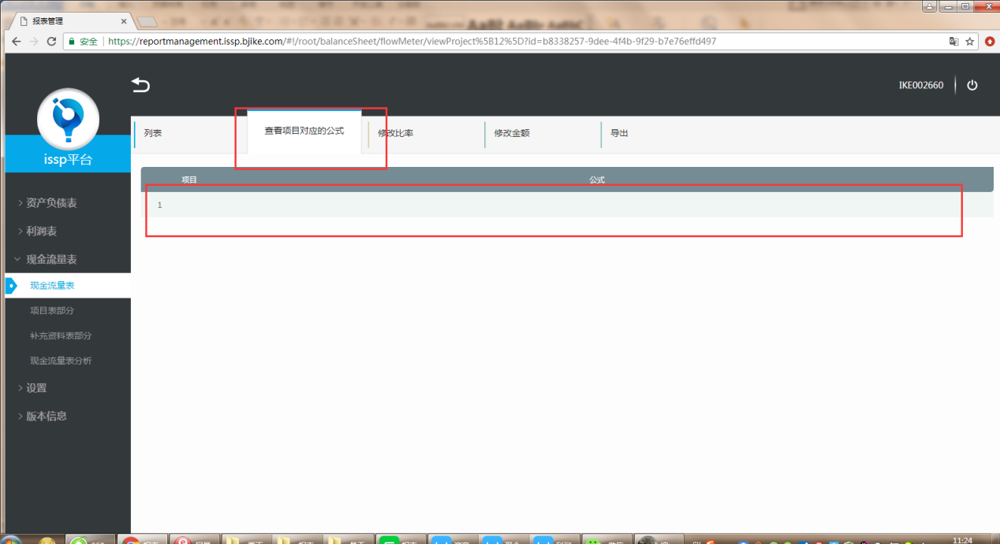 报表管理
安全 https://reportmanagement.issp.bjike.com/#!/root/balanceSheet/flowMeter/viewProject%5B12%5D?id=b8338257-9dee-4f4b-9f29-b7e76effd497
IKE002660
issp平台
列表 查看项目对应的公式 修改比率 修改金额 导出
项目 公式
1
资产负债表
利润表
现金流量表
现金流量表
项目表部分
补充资料表部分
现金流量表分析
设置
版本信息
11:24